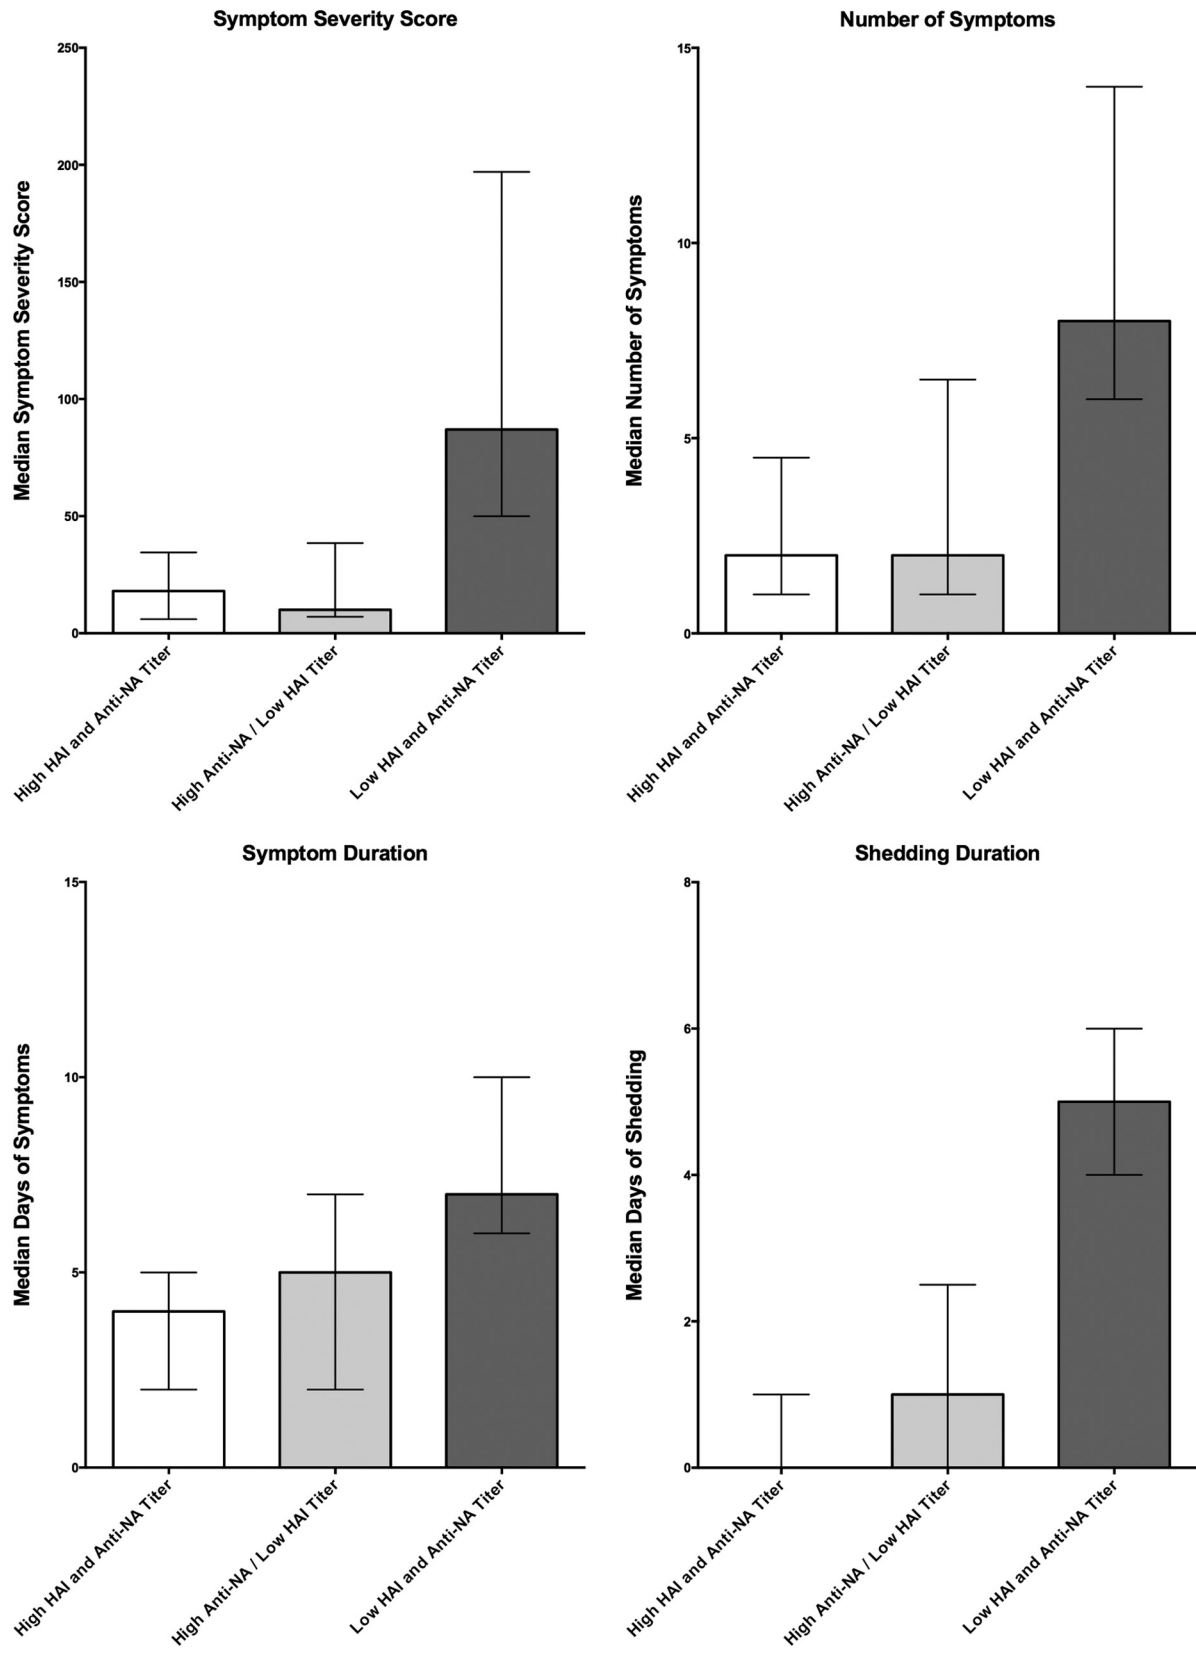 Symptom Severity Score
Median Symptom Severity Score
250
200
150
100
50
0
High HAI and Anti-NA Titer
High Anti-NA / Low HAI Titer
Low HAI and Anti-NA Titer
Number of Symptoms
Median Number of Symptoms
15
10
5
0
High HAI and Anti-NA Titer
High Anti-NA / Low HAI Titer
Low HAI and Anti-NA Titer
Symptom Duration
Median Days of Symptoms
15
10
5
0
High HAI and Anti-NA Titer
High Anti-NA / Low HAI Titer
Low HAI and Anti-NA Titer
Shedding Duration
Median Days of Shedding
8
6
4
2
0
High HAI and Anti-NA Titer
High Anti-NA / Low HAI Titer
Low HAI and Anti-NA Titer